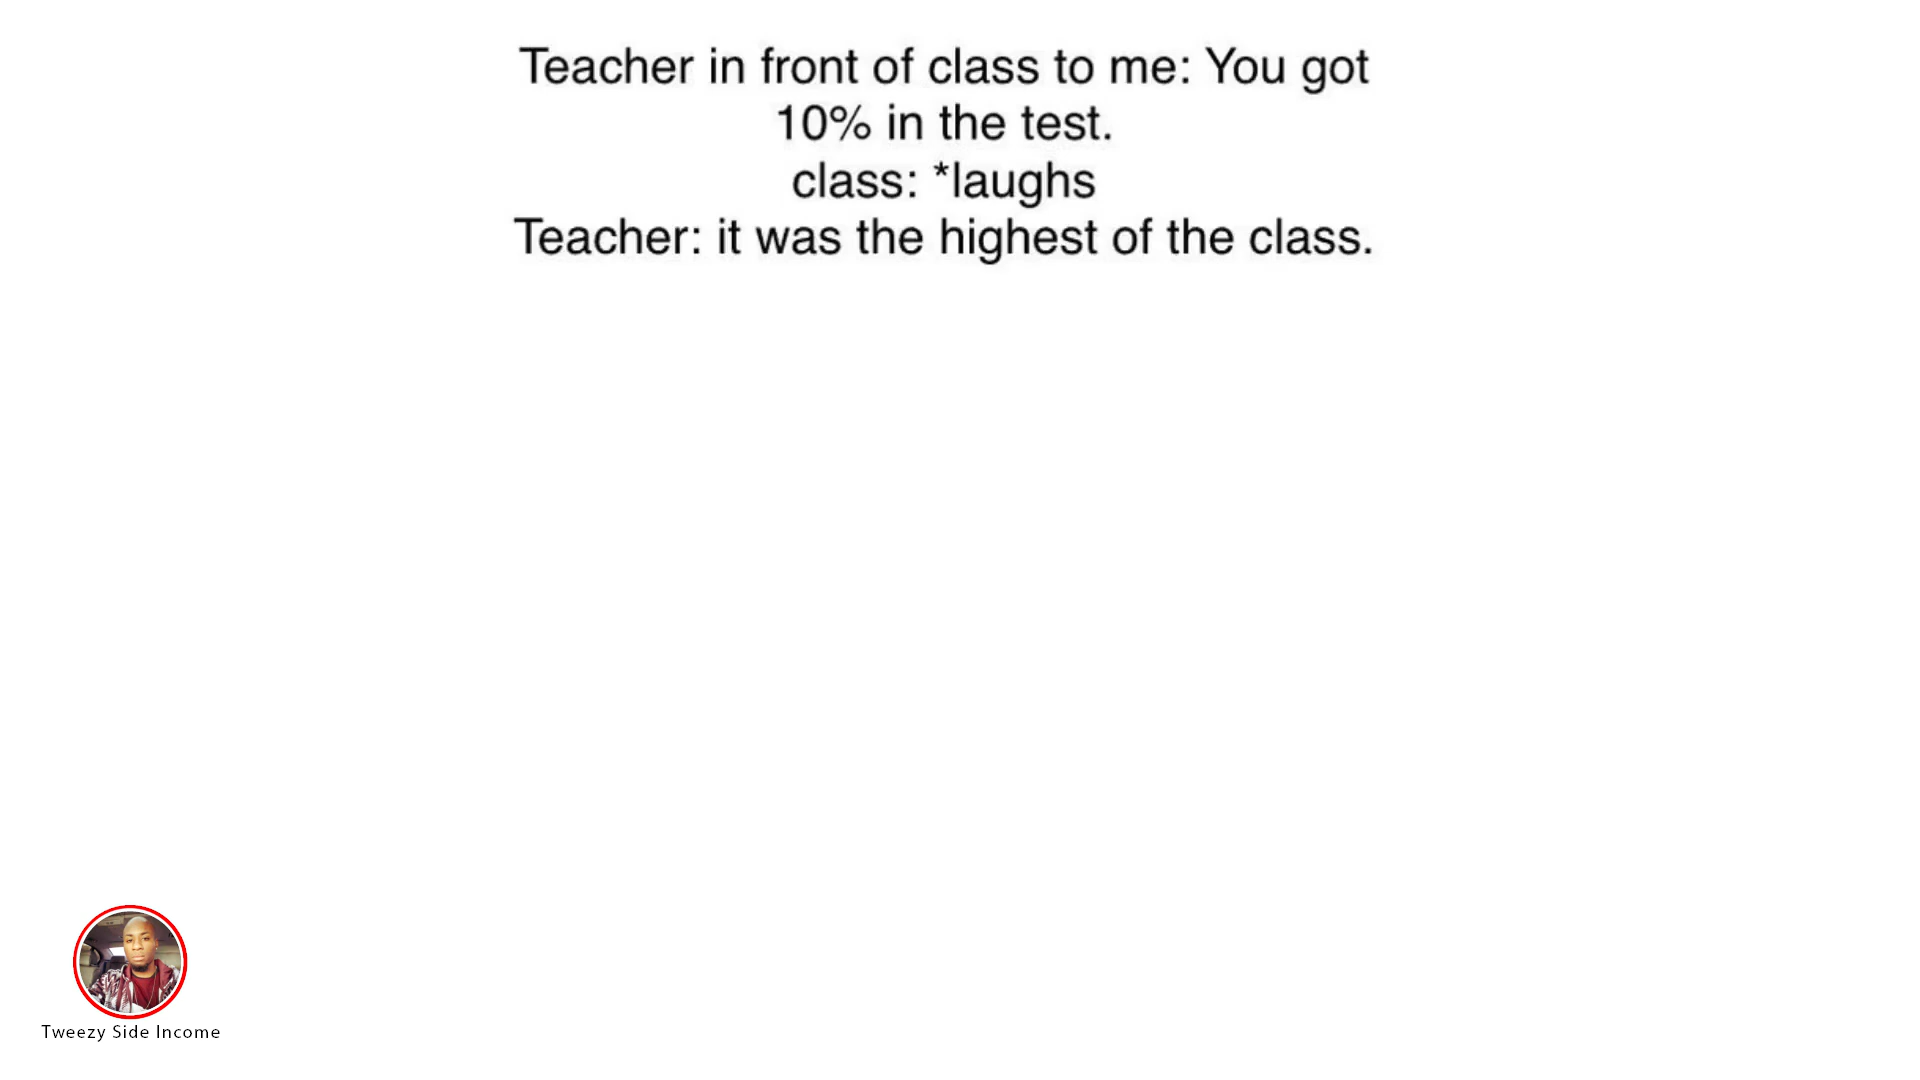 Teacher in front of class to me: You got
10% in the test.
class: *laughs
Teacher: it was the highest of the class.
Tweezy Side Income